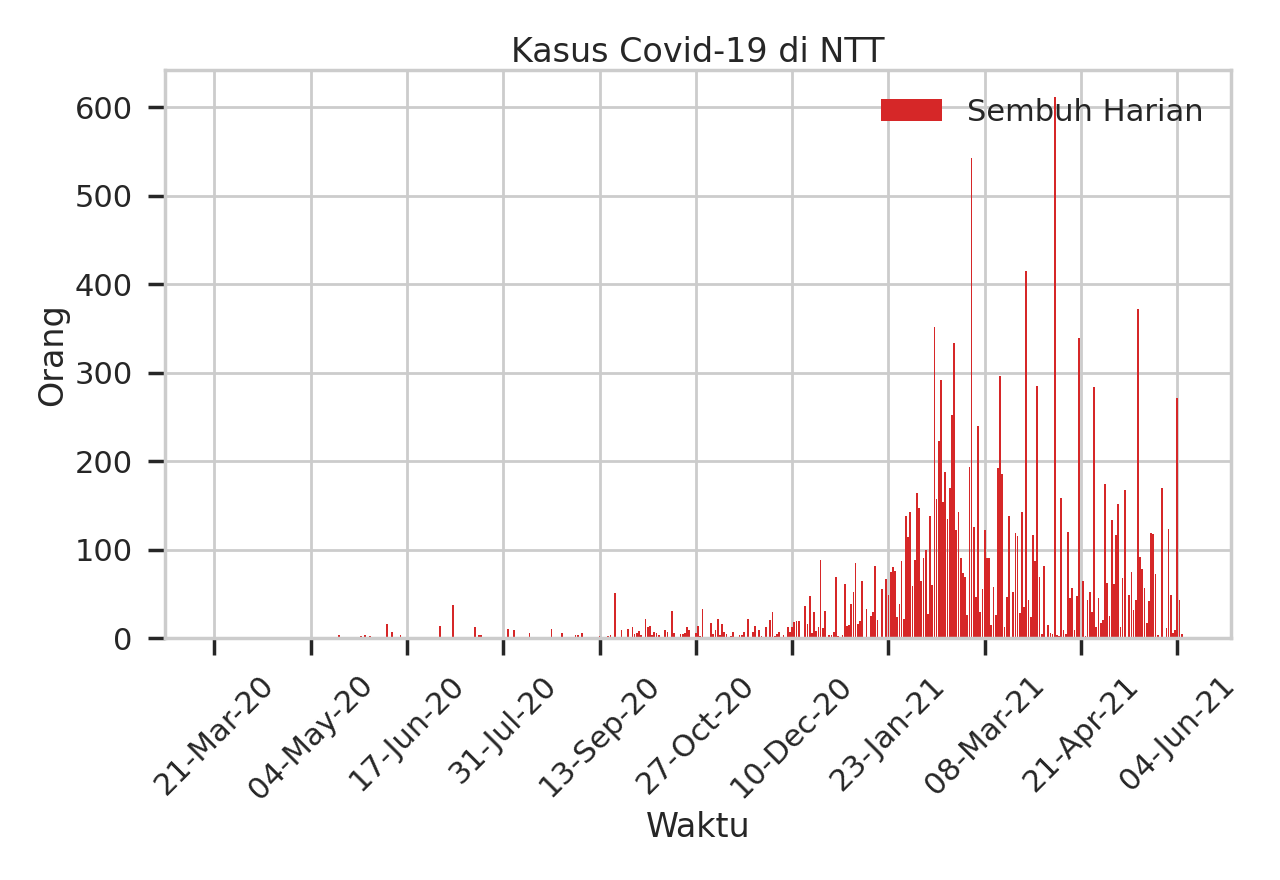 Kasus Covid-19 di NTT
Sembuh Harian
Orang
600
500
400
300
200
100
0
21-Mar-20
04-May-20
17-Jun-20
31-Jul-20
13-Sep-20
27-Oct-20
10-Dec-20
23-Jan-21
08-Mar-21
21-Apr-21
04-Jun-21
Waktu